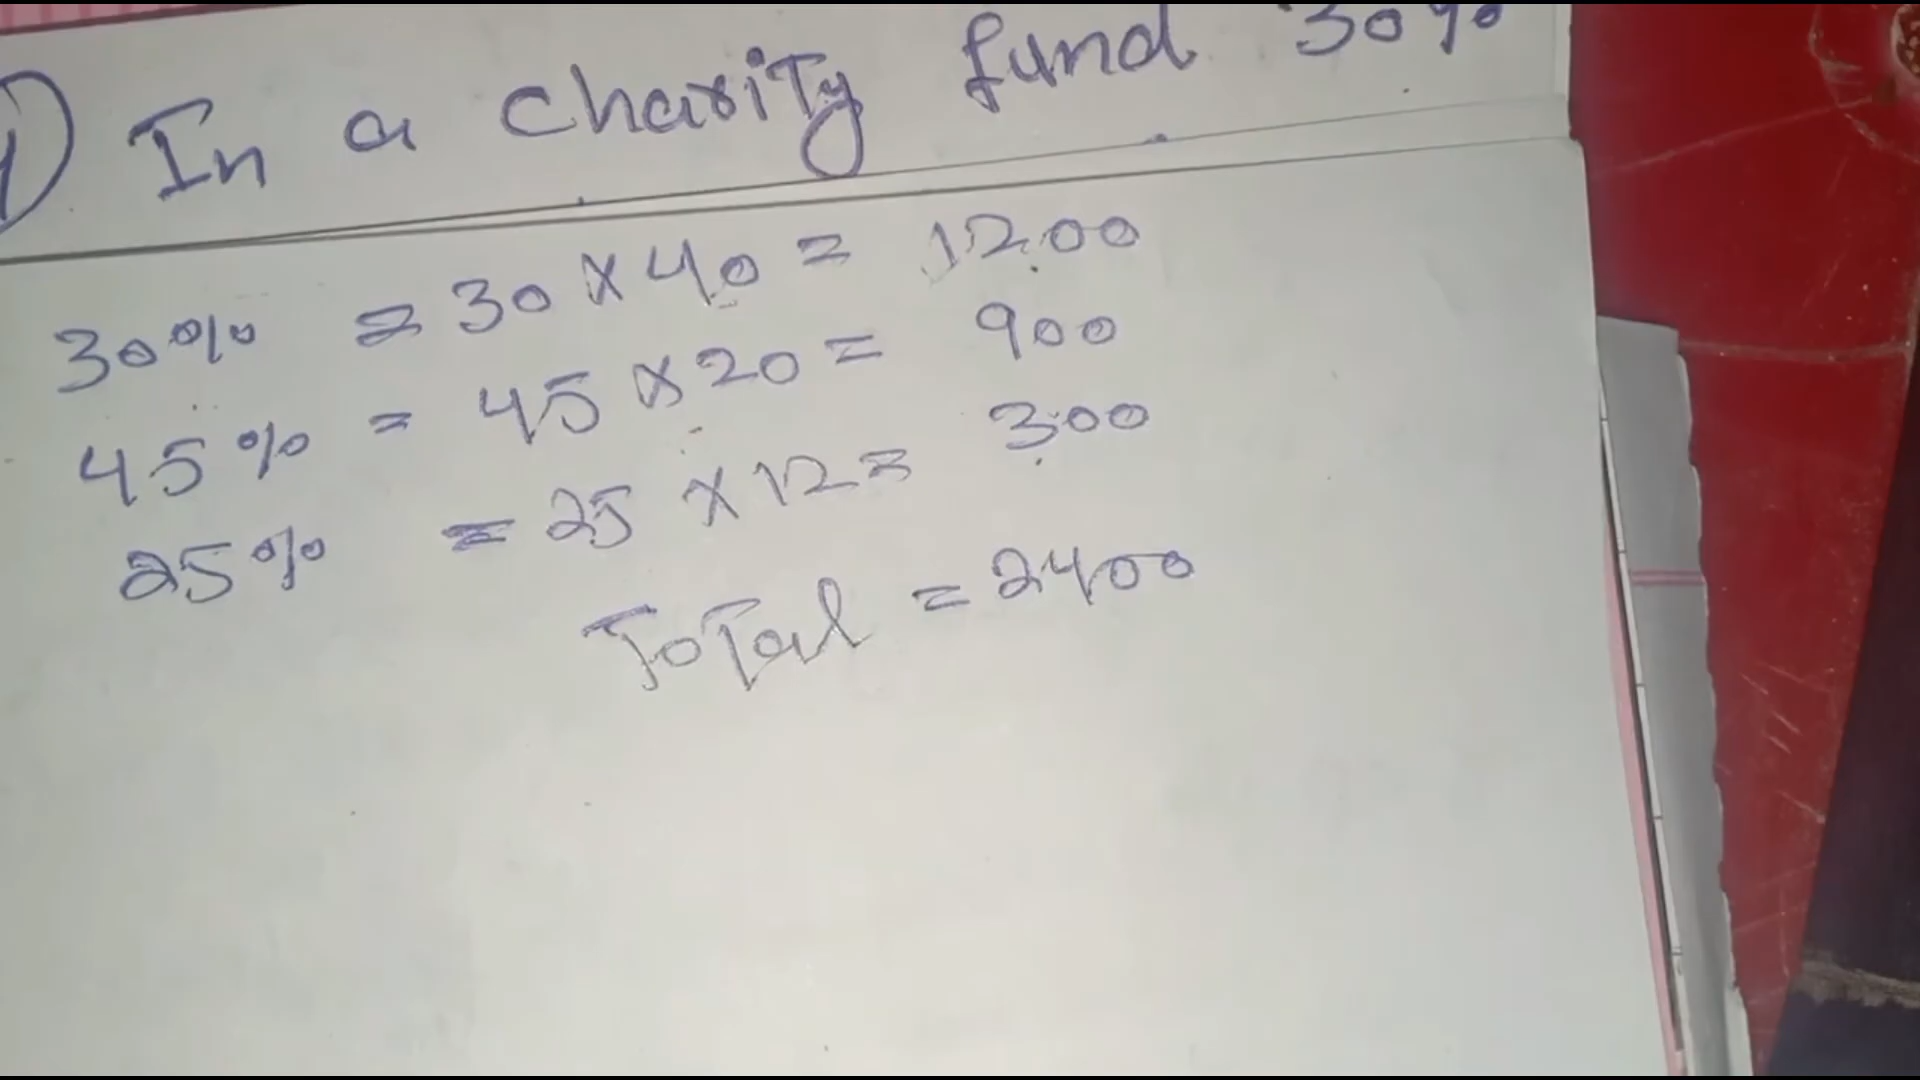 1) In a charity fund 30%
30% = 30 × 40 = 1200
45% = 45 × 20 = 900
25% = 25 × 12 = 300
Total = 2400